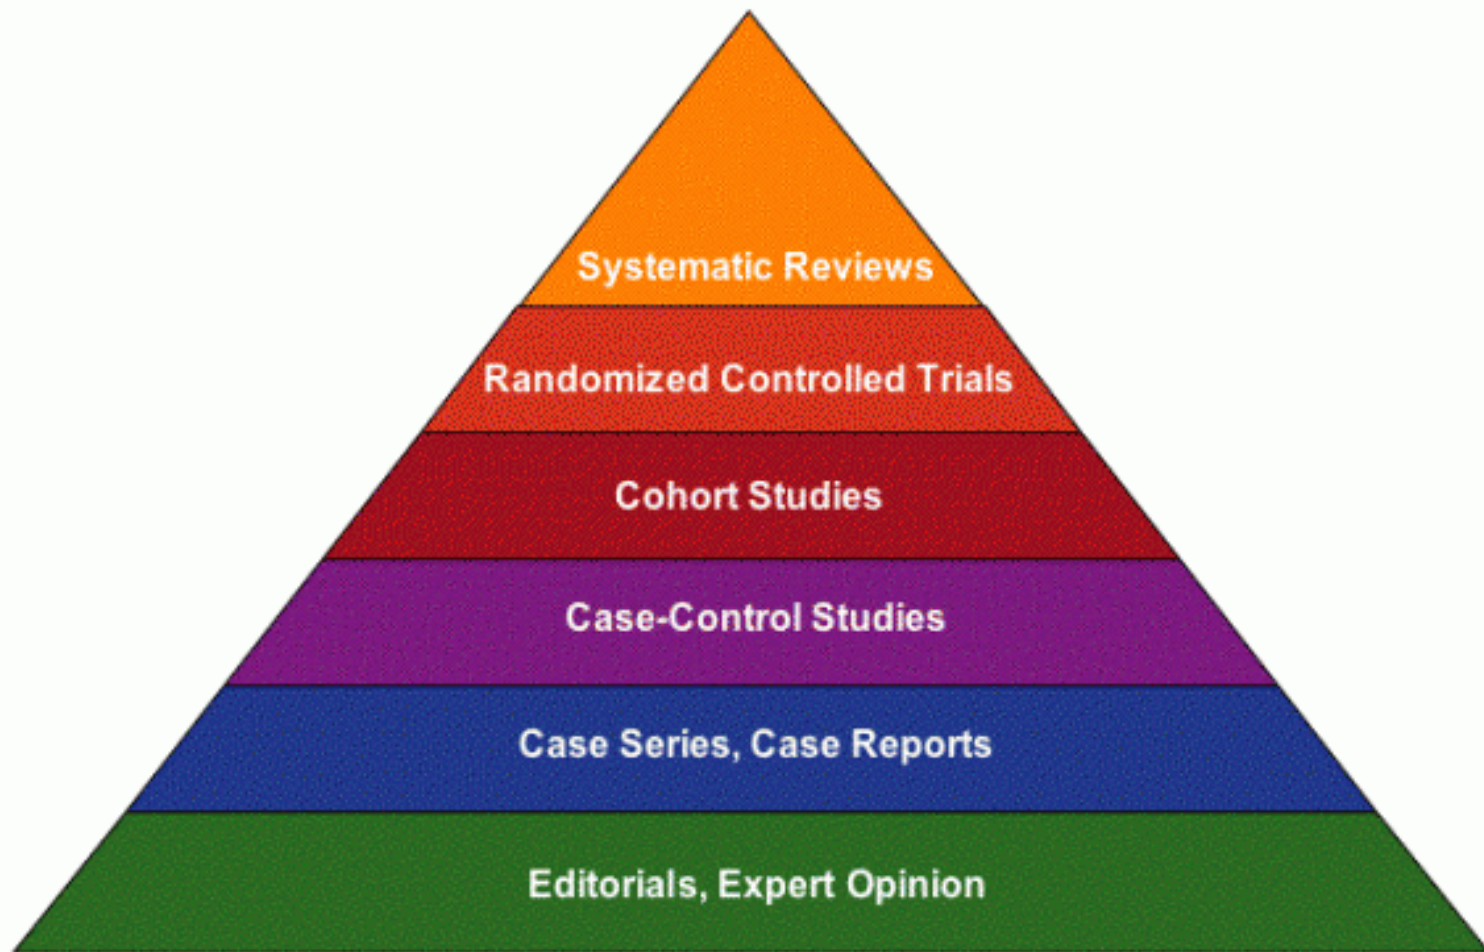 Systematic Reviews
Randomized Controlled Trials
Cohort Studies
Case-Control Studies
Case Series, Case Reports
Editorials, Expert Opinion